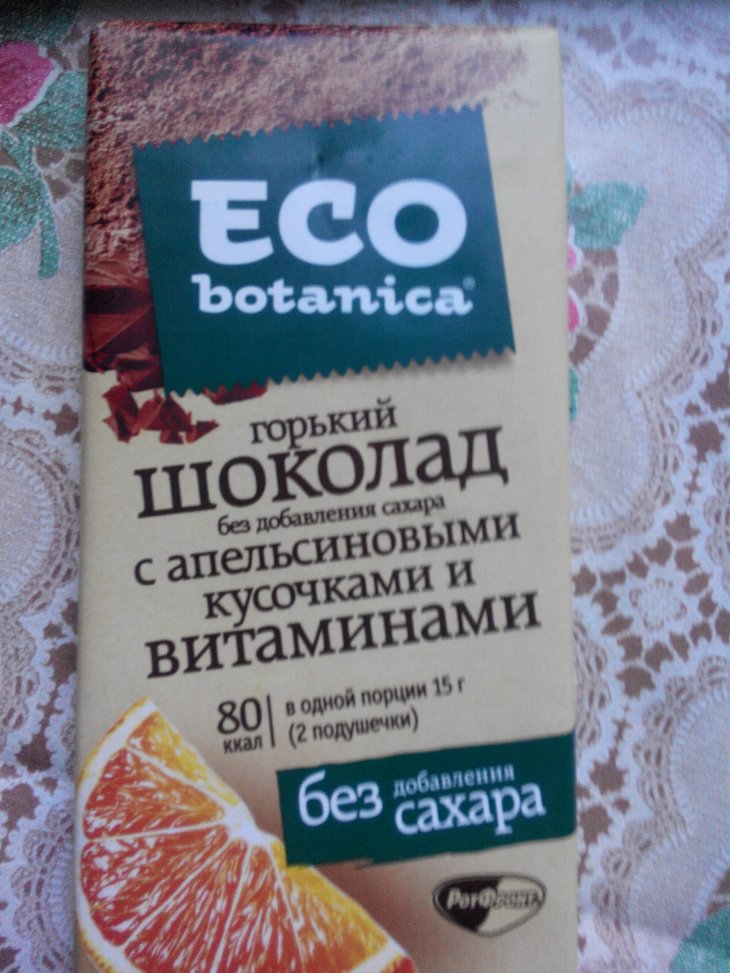 ECO
botanica®
горький
шоколад
без добавления сахара
с апельсиновыми
кусочками и
витаминами
80
ккал
в одной порции 15 г
(2 подушечки)
без добавления
сахара
РотФронт